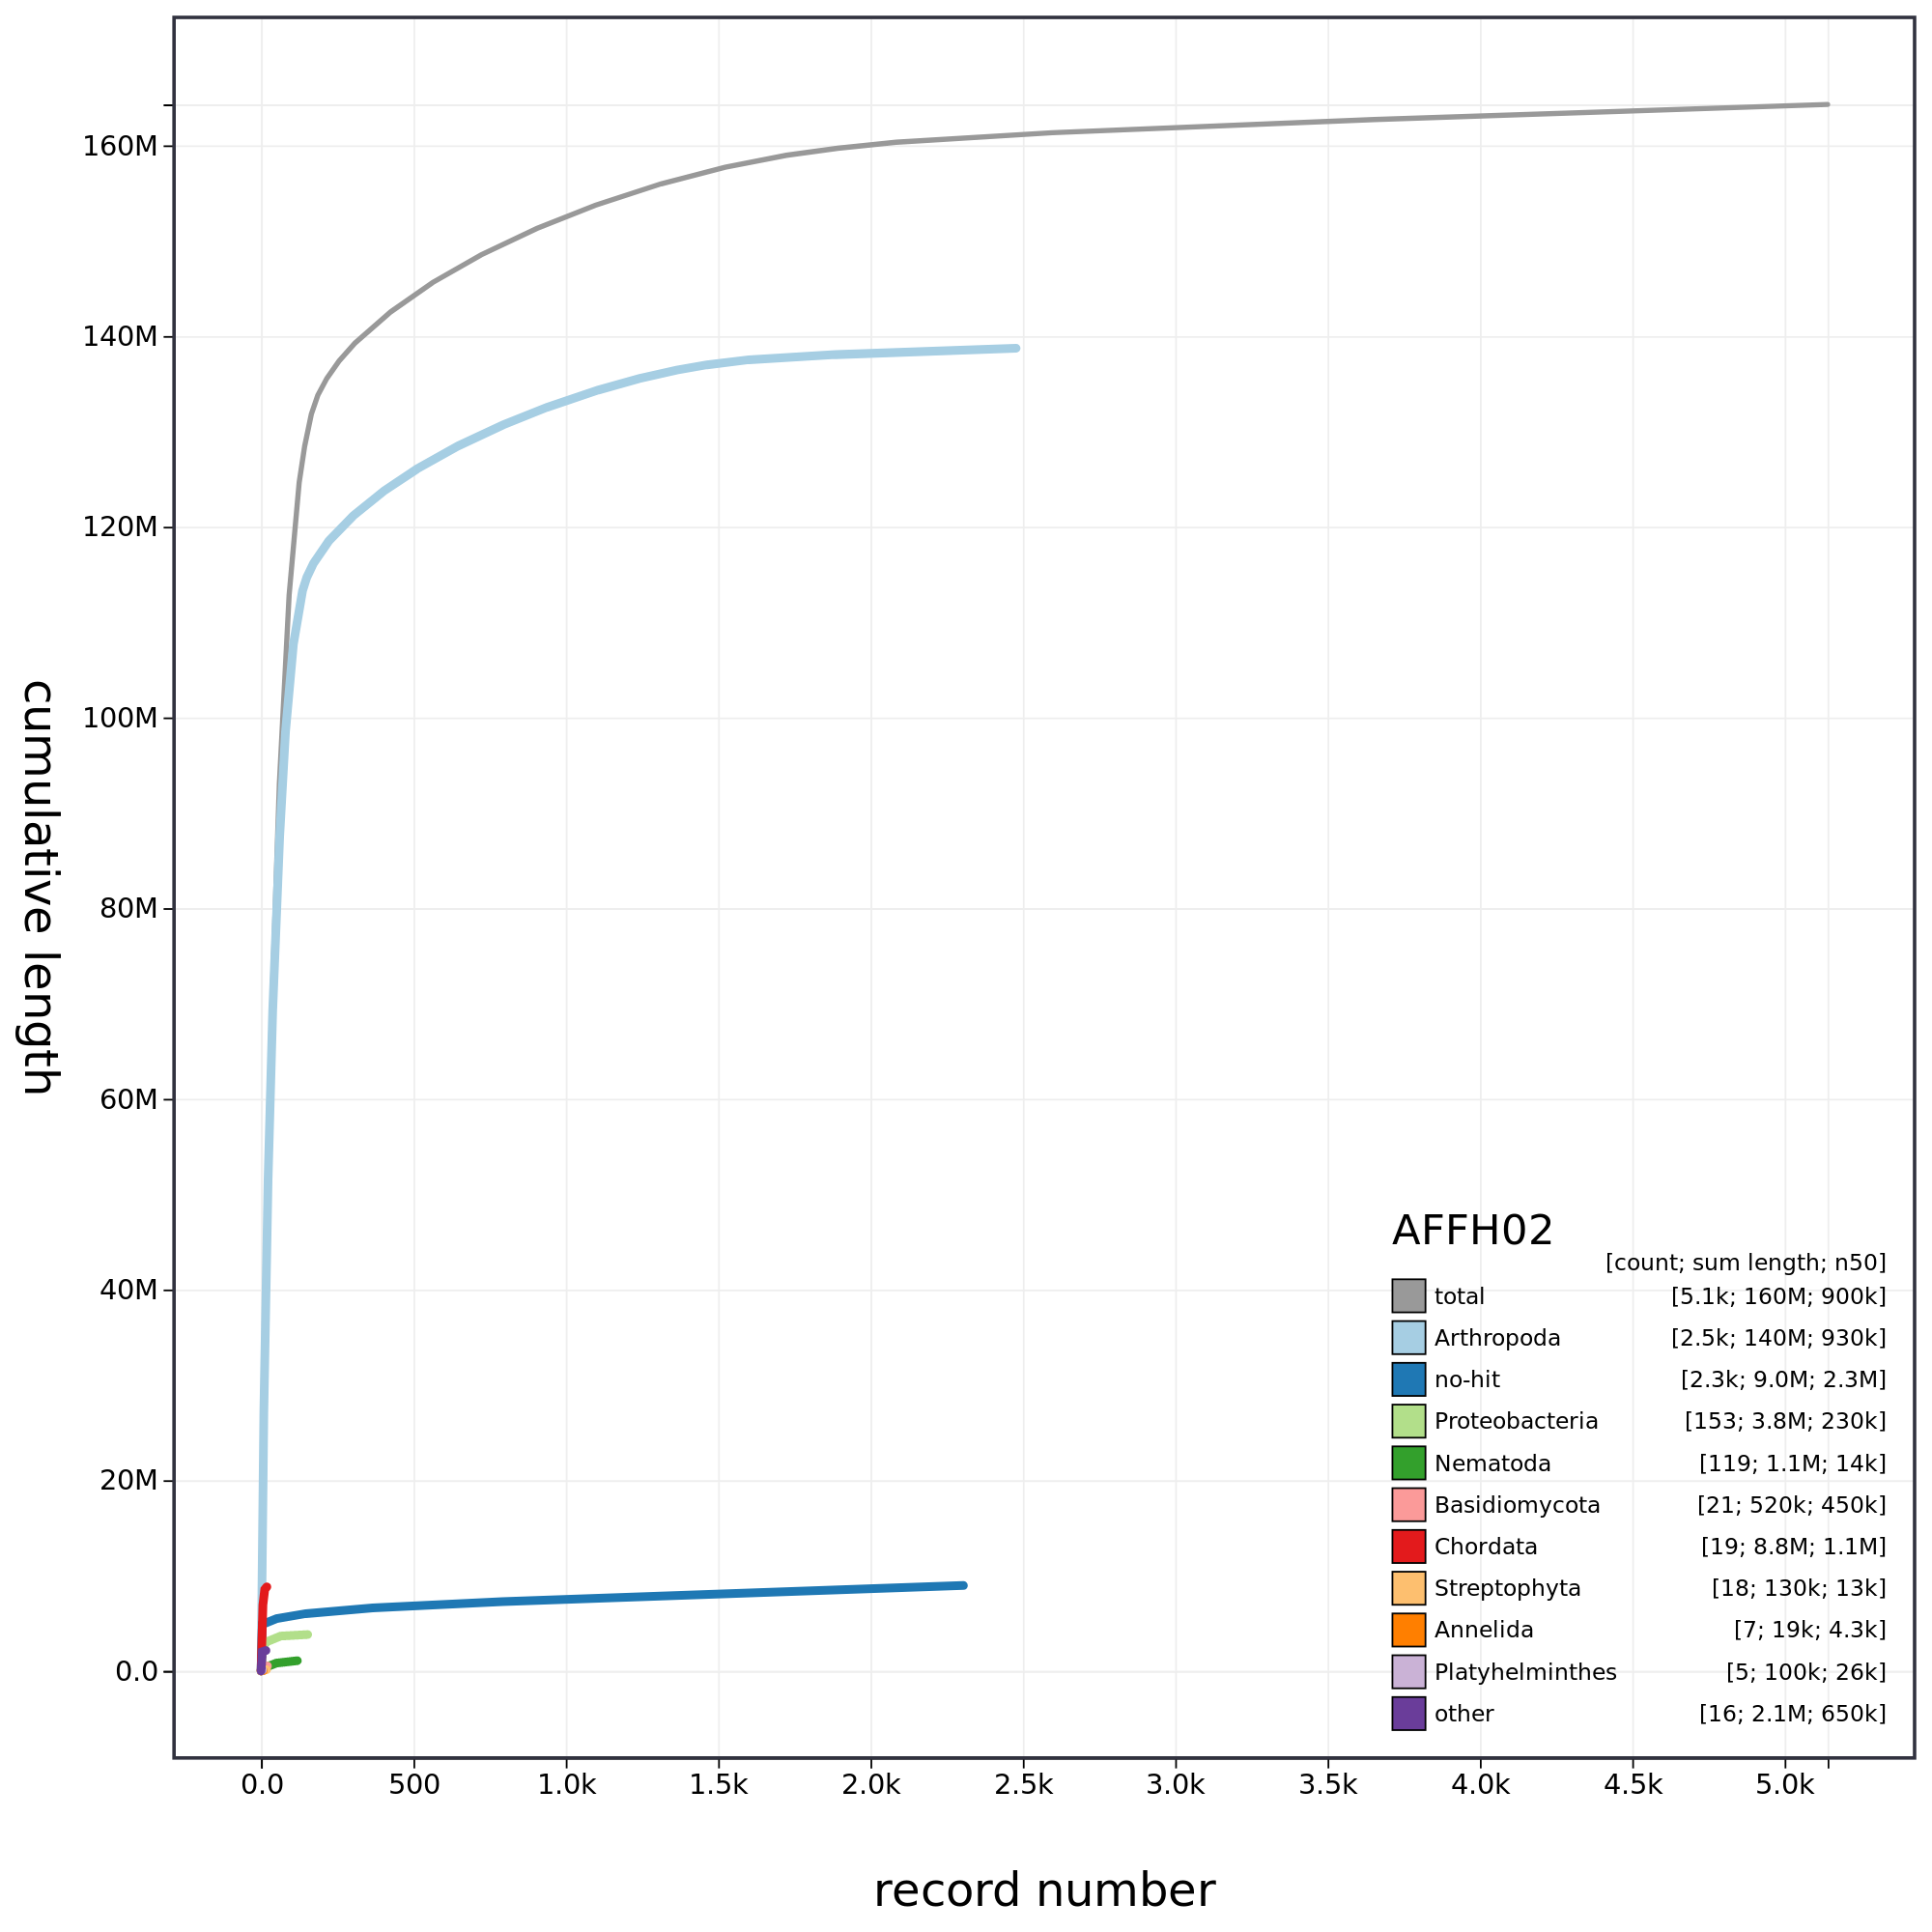 160M
140M
120M
100M
80M
60M
40M
20M
0.0
cumulative length
AFFH02
[count; sum length; n50]
total [5.1k; 160M; 900k]
Arthropoda [2.5k; 140M; 930k]
no-hit [2.3k; 9.0M; 2.3M]
Proteobacteria [153; 3.8M; 230k]
Nematoda [119; 1.1M; 14k]
Basidiomycota [21; 520k; 450k]
Chordata [19; 8.8M; 1.1M]
Streptophyta [18; 130k; 13k]
Annelida [7; 19k; 4.3k]
Platyhelminthes [5; 100k; 26k]
other [16; 2.1M; 650k]
0.0 500 1.0k 1.5k 2.0k 2.5k 3.0k 3.5k 4.0k 4.5k 5.0k
record number